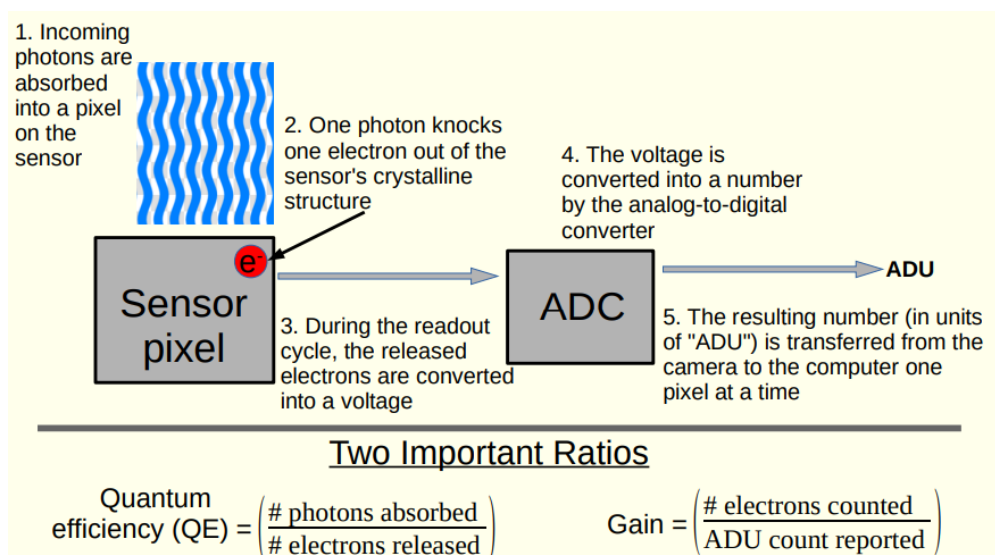 1. Incoming
photons are
absorbed
into a pixel
on the
sensor
2. One photon knocks
one electron out of the
sensor's crystalline
structure
4. The voltage is
converted into a number
by the analog-to-digital
converter
e-
Sensor
pixel
ADC
ADU
3. During the readout
cycle, the released
electrons are converted
into a voltage
5. The resulting number (in units
of "ADU") is transferred from the
camera to the computer one
pixel at a time
Two Important Ratios
Quantum
efficiency (QE) = (# photons absorbed
# electrons released)
Gain = (# electrons counted
ADU count reported)